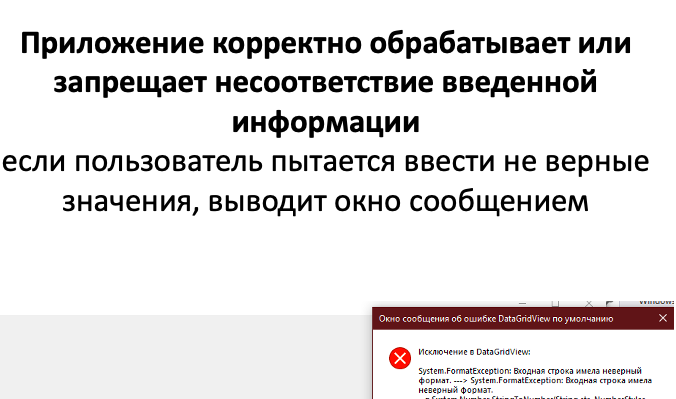 Приложение корректно обрабатывает или
запрещает несоответствие введенной
информации
если пользователь пытается ввести не верные
значения, выводит окно сообщением
Окно сообщения об ошибке DataGridView по умолчанию
Исключение в DataGridView:
System.FormatException: Входная строка имела неверный
формат. ---> System.FormatException: Входная строка имела
неверный формат.